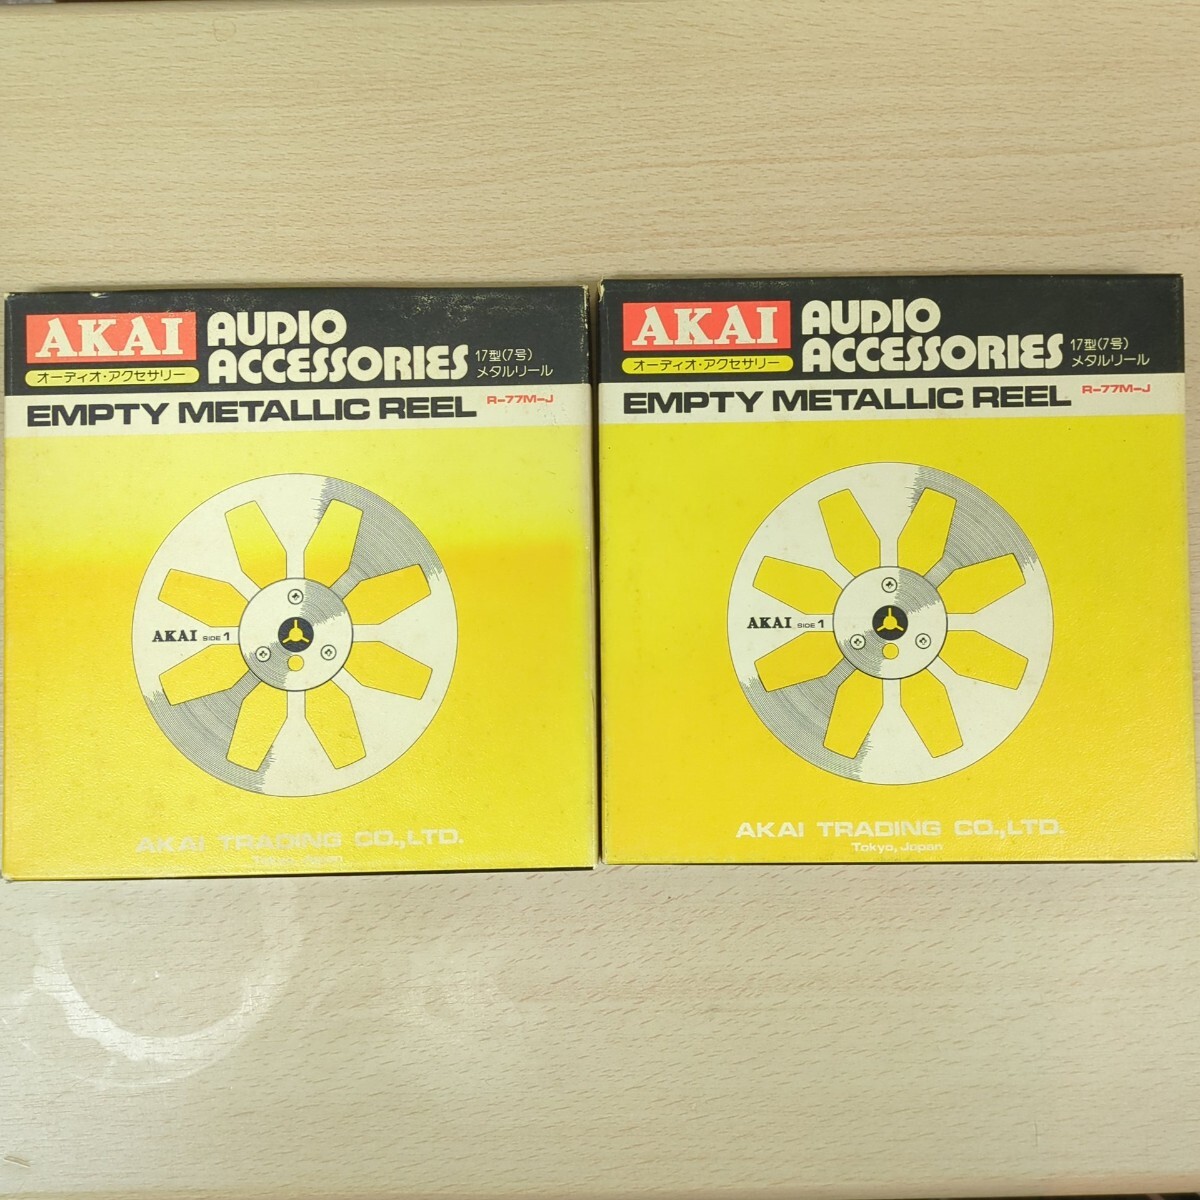 AKAI
オーディオ・アクセサリー
AUDIO
ACCESSORIES
17型(7号)
メタルリール
EMPTY METALLIC REEL
R-77M-J
AKAI SIDE 1
AKAI TRADING CO.,LTD.
Tokyo, Japan
AKAI
オーディオ・アクセサリー
AUDIO
ACCESSORIES
17型(7号)
メタルリール
EMPTY METALLIC REEL
R-77M-J
AKAI SIDE 1
AKAI TRADING CO.,LTD.
Tokyo, Japan